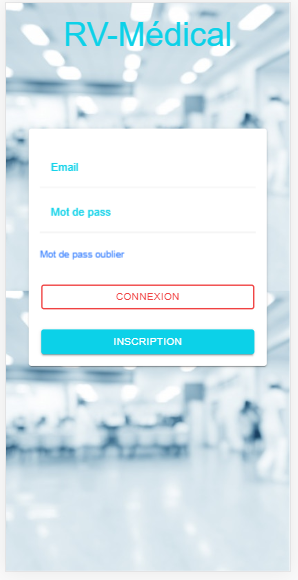 RV-Médical
Email
Mot de pass
Mot de pass oublier
CONNEXION
INSCRIPTION